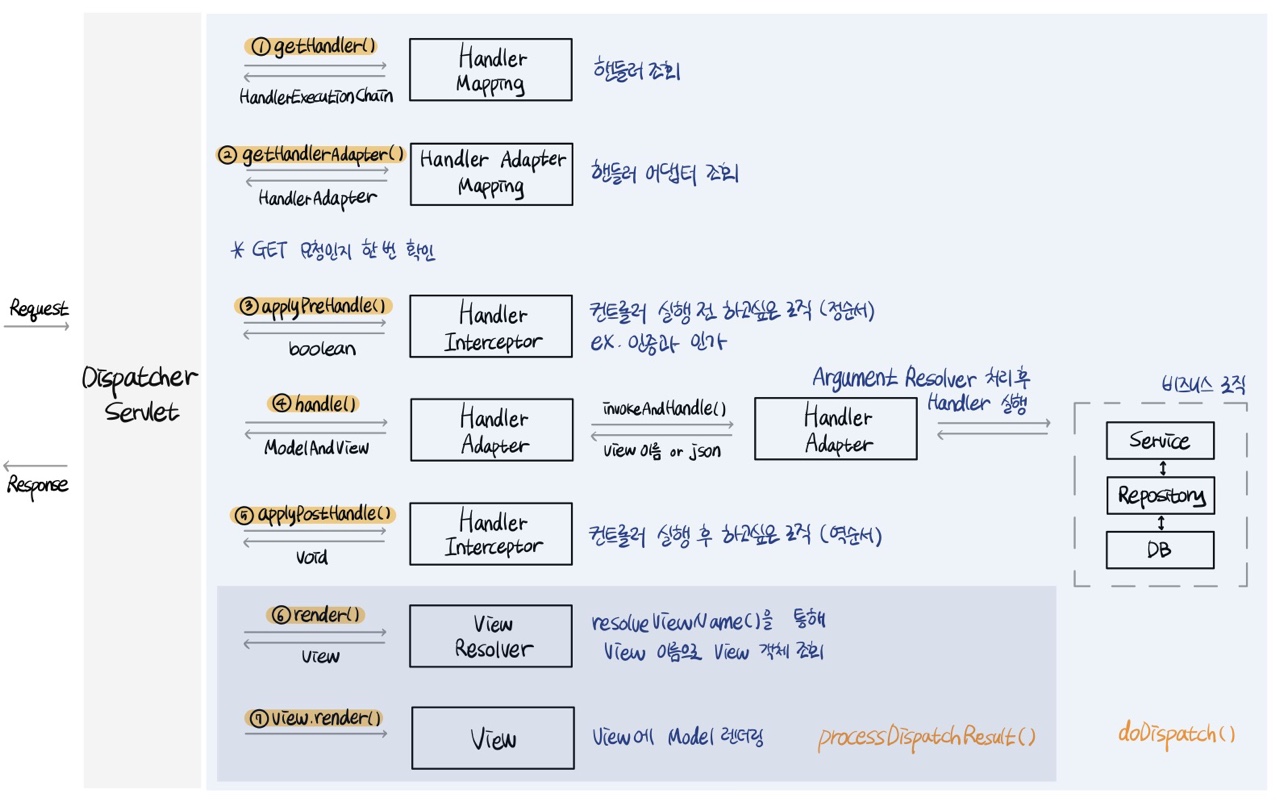 Request
Response
Dispatcher
Servlet
① getHandler()
HandlerExecutionChain
Handler
Mapping
핸들러 조회
② getHandlerAdapter()
HandlerAdapter
Handler Adapter
Mapping
핸들러 어댑터 조회
* GET 요청인지 한 번 확인
③ applyPreHandle()
boolean
Handler
Interceptor
컨트롤러 실행 전 하고싶은 로직 (정순서)
ex. 인증과 인가
④ handle()
ModelAndView
Handler
Adapter
invokeAndHandle()
view 이름 or json
Handler
Adapter
Argument Resolver 처리 후
Handler 실행
비즈니스 로직
Service
Repository
DB
⑤ applyPostHandle()
void
Handler
Interceptor
컨트롤러 실행 후 하고싶은 로직 (역순서)
⑥ render()
View
View
Resolver
resolveViewName()을 통해
View 이름으로 View 객체 조회
⑦ view.render()
View
View에 Model 렌더링
processDispatchResult()
doDispatch()